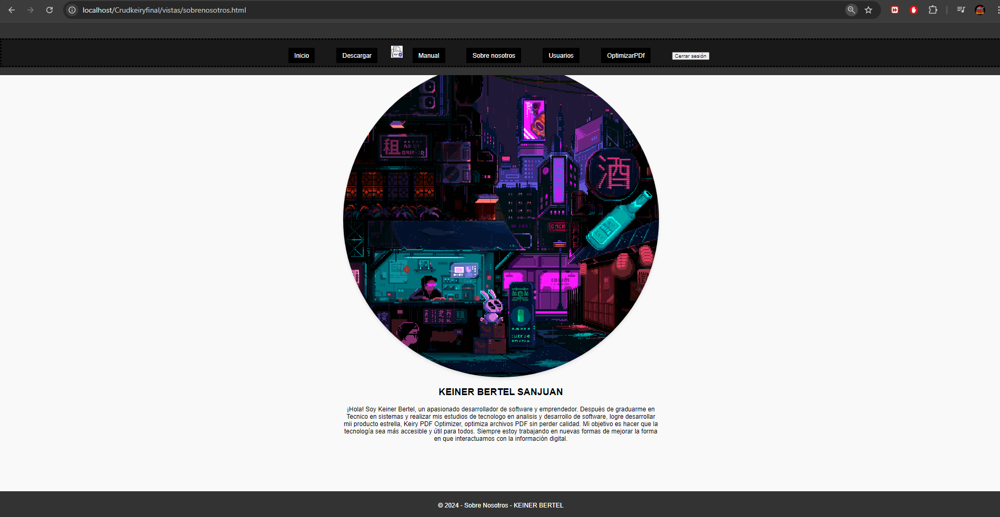 localhost/Crudkeiryfinal/vistas/sobrenosotros.html
Inicio
Descargar
PDF
Manual
Sobre nosotros
Usuarios
OptimizarPDf
Cerrar sesión
租
酒
藥
KEINER BERTEL SANJUAN
¡Hola! Soy Keiner Bertel, un apasionado desarrollador de software y emprendedor. Después de graduarme en
Tecnico en sistemas y realizar mis estudios de tecnologo en analisis y desarrollo de software, logre desarrollar
mii producto estrella, Keiry PDF Optimizer, optimiza archivos PDF sin perder calidad. Mi objetivo es hacer que la
tecnología sea más accesible y útil para todos. Siempre estoy trabajando en nuevas formas de mejorar la forma
en que interactuamos con la información digital.
© 2024 - Sobre Nosotros - KEINER BERTEL